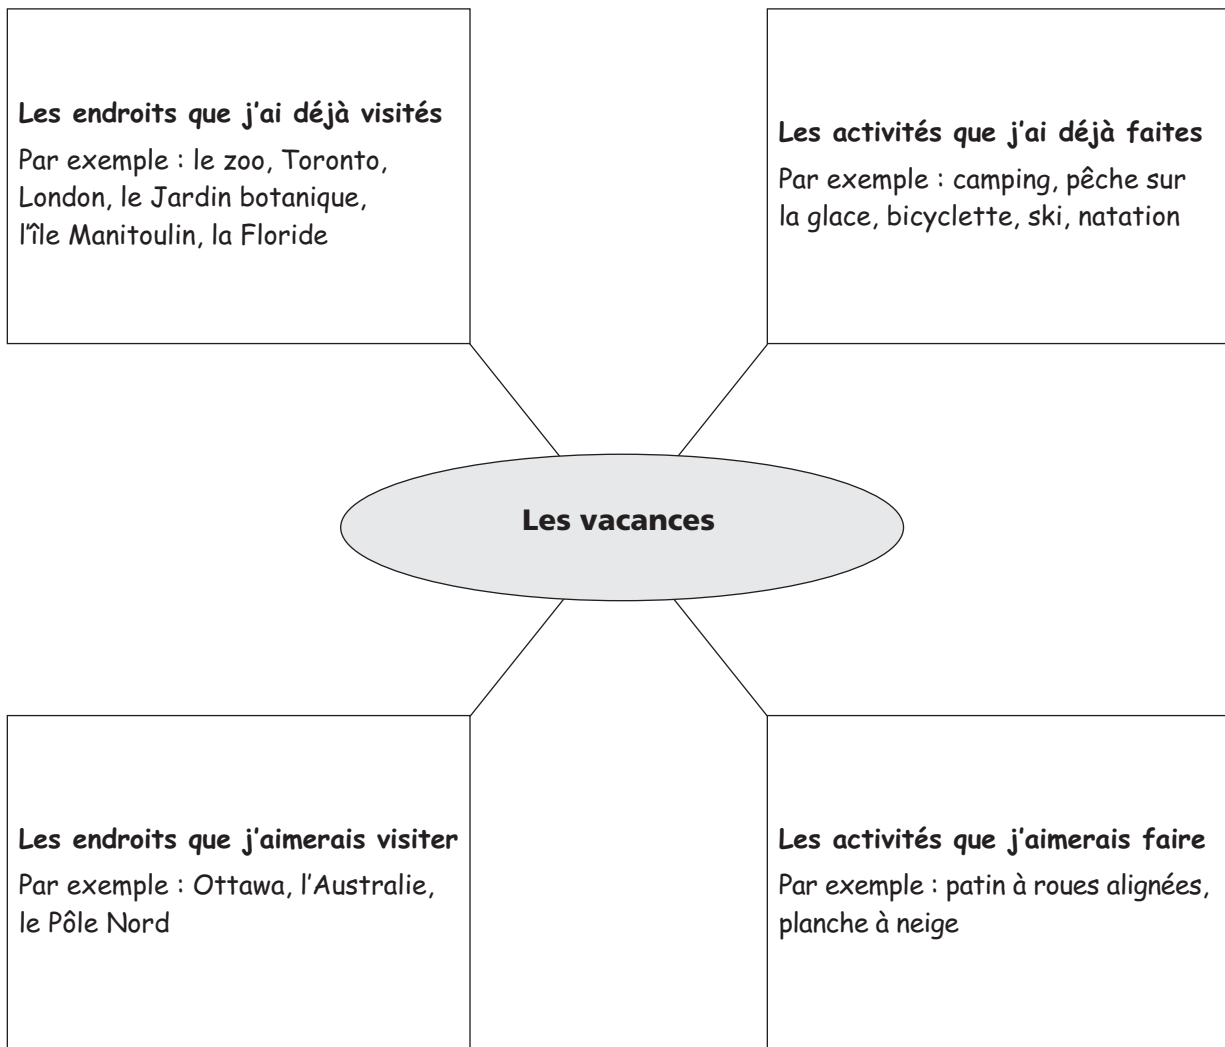 Les endroits que j'ai déjà visités
Par exemple : le zoo, Toronto,
London, le Jardin botanique,
l'île Manitoulin, la Floride
Les activités que j'ai déjà faites
Par exemple : camping, pêche sur
la glace, bicyclette, ski, natation
Les vacances
Les endroits que j'aimerais visiter
Par exemple : Ottawa, l'Australie,
le Pôle Nord
Les activités que j'aimerais faire
Par exemple : patin à roues alignées,
planche à neige